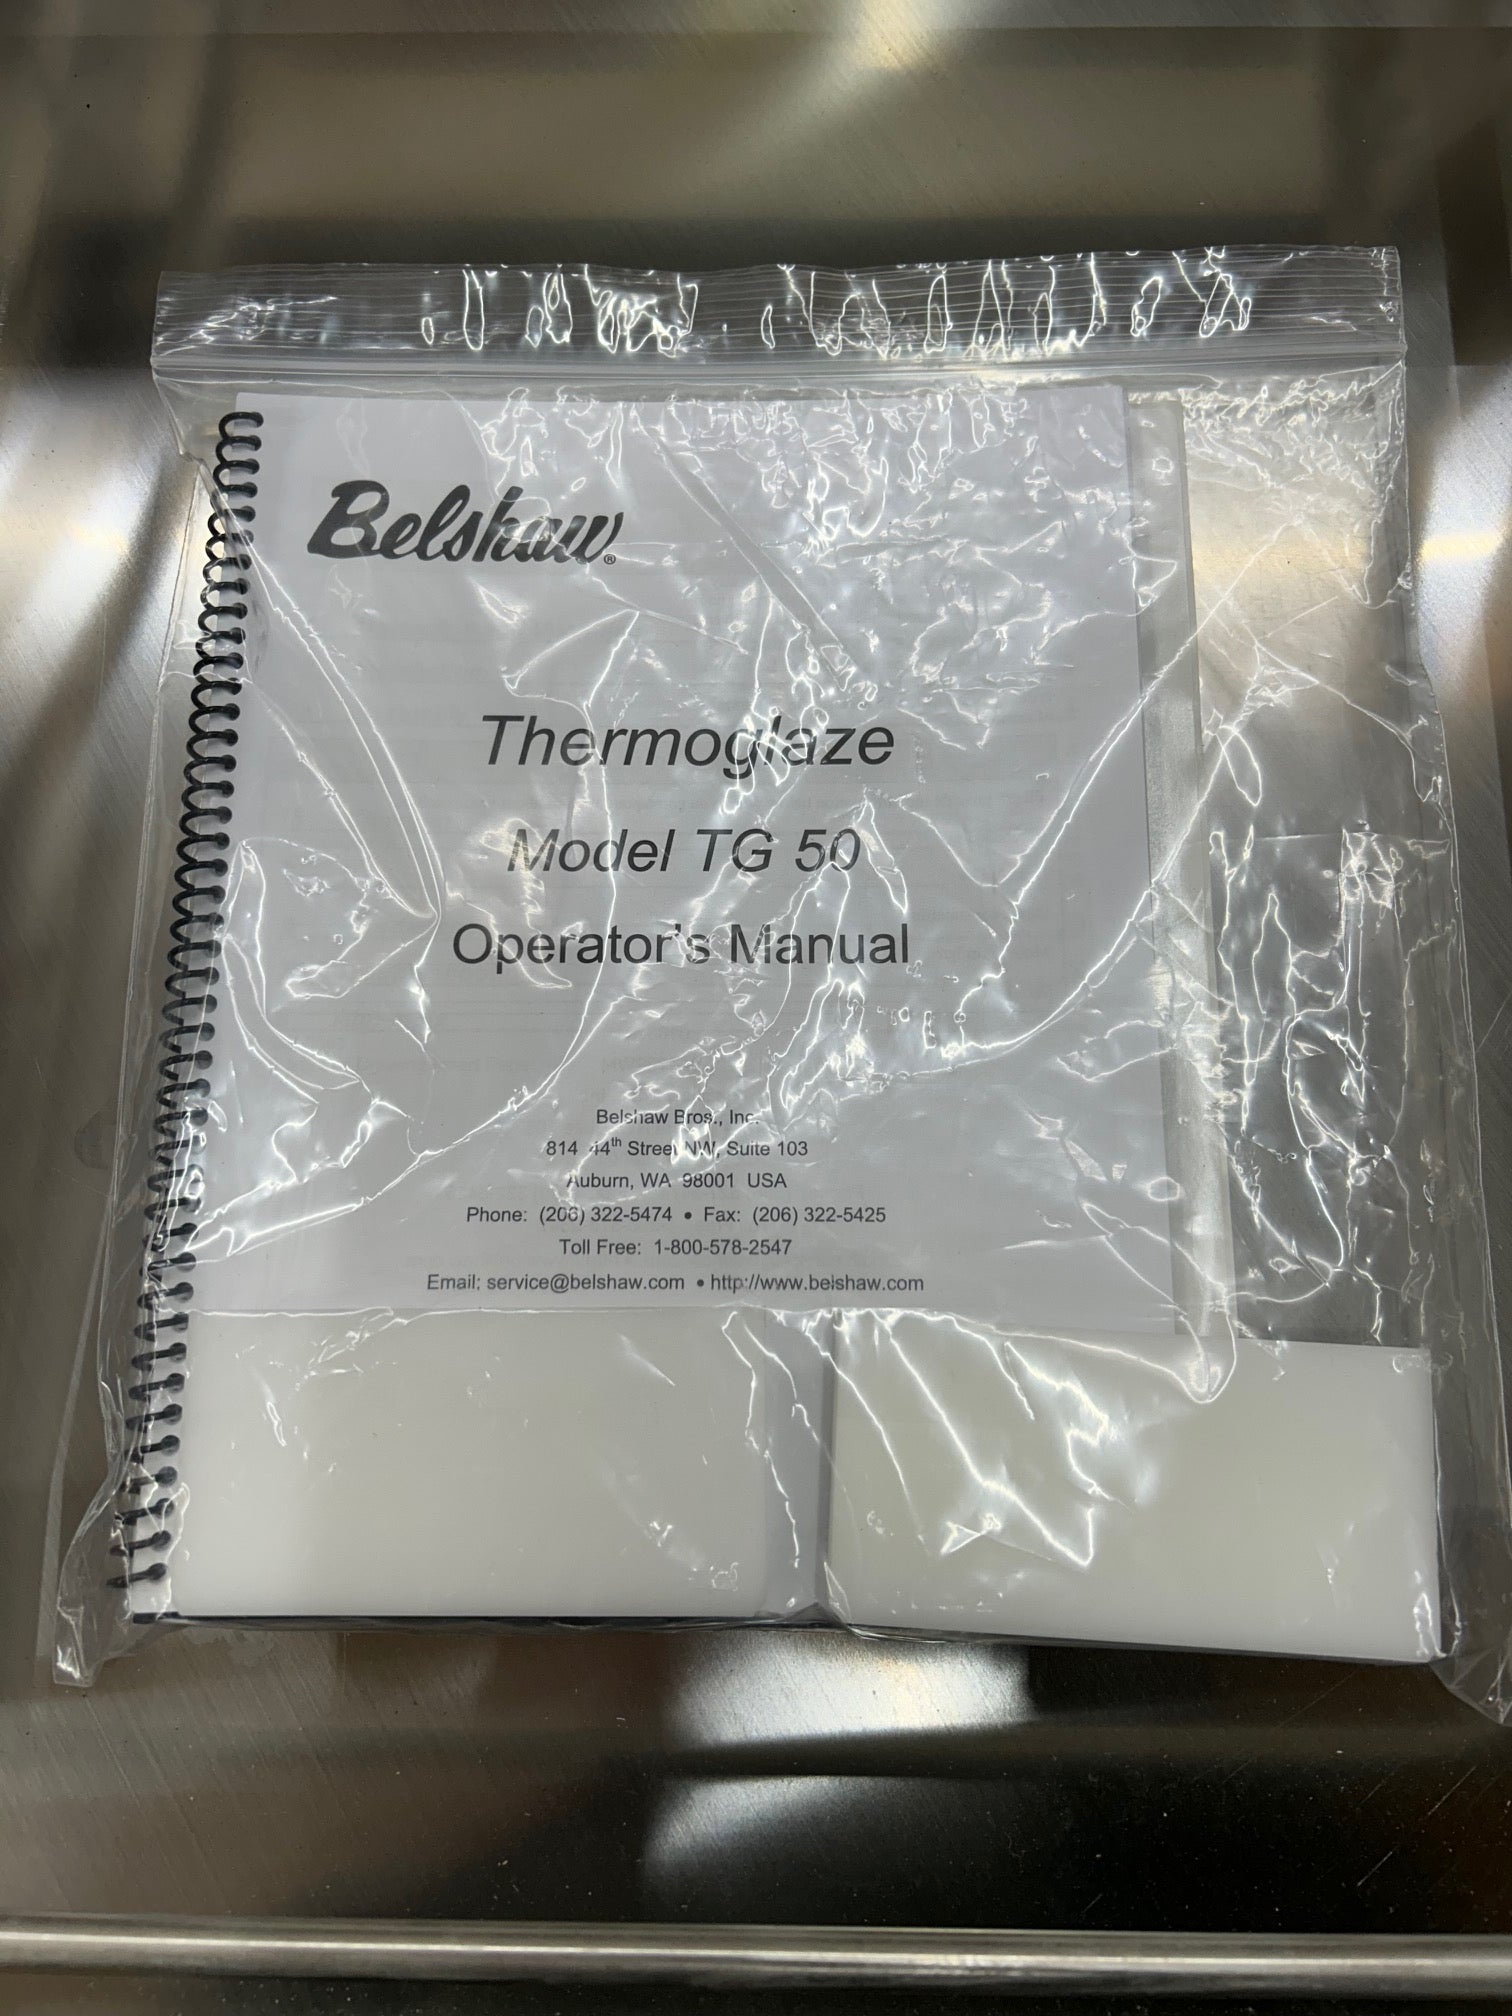 Belshaw®
Thermoglaze
Model TG 50
Operator's Manual
Belshaw Bros., Inc.
814 44th Street NW, Suite 103
Auburn, WA 98001 USA
Phone: (206) 322-5474 • Fax: (206) 322-5425
Toll Free: 1-800-578-2547
Email: service@belshaw.com • http://www.belshaw.com